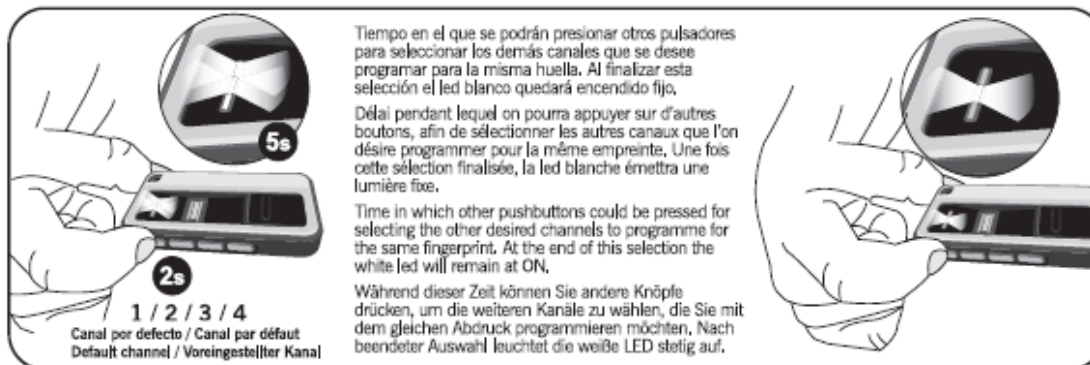 5s
2s
1 / 2 / 3 / 4
Canal por defecto / Canal par défaut
Default channel / Voreingestellter Kanal
Tiempo en el que se podrán presionar otros pulsadores
para seleccionar los demás canales que se desee
programar para la misma huella. Al finalizar esta
selección el led blanco quedará encendido fijo.
Délai pendant lequel on pourra appuyer sur d'autres
boutons, afin de sélectionner les autres canaux que l'on
désire programmer pour la même empreinte. Une fois
cette sélection finalisée, la led blanche émettra une
lumière fixe.
Time in which other pushbuttons could be pressed for
selecting the other desired channels to programme for
the same fingerprint. At the end of this selection the
white led will remain at ON.
Während dieser Zeit können Sie andere Knöpfe
drücken, um die weiteren Kanäle zu wählen, die Sie mit
dem gleichen Abdruck programmieren möchten. Nach
beendeter Auswahl leuchtet die weiße LED stetig auf.